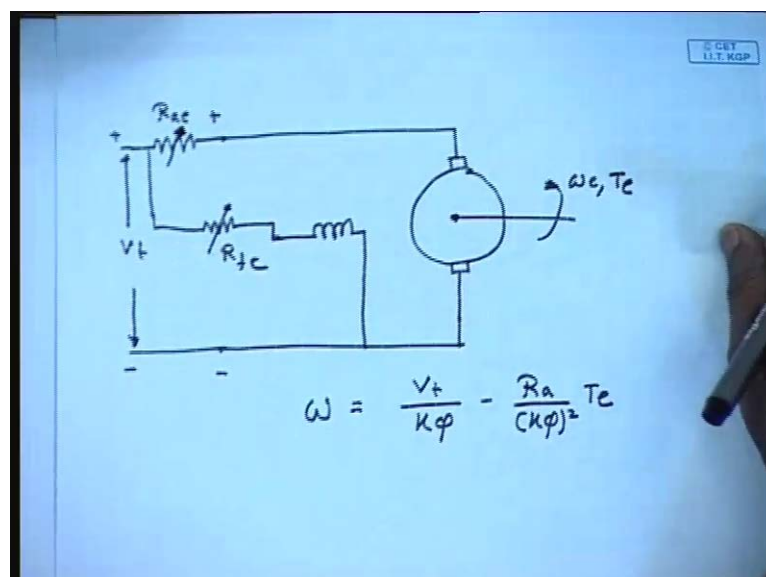 © CET
I.I.T. KGP
Rae +
+
Vt
Rfe
ωe, Te
- -
ω = Vt/Kφ - Ra/(Kφ)² Te